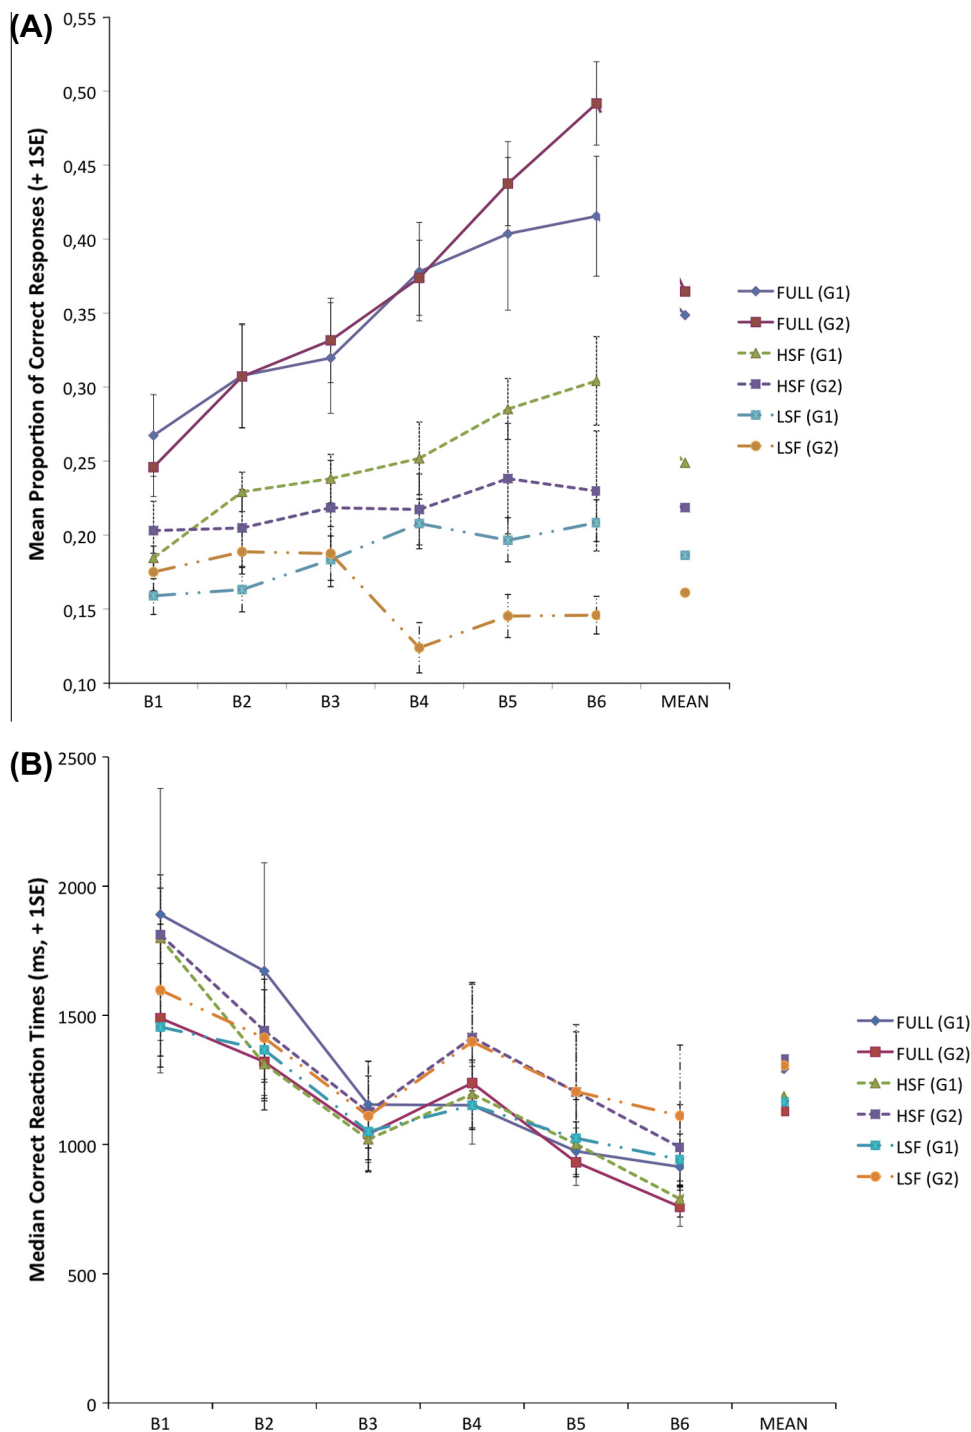 (A)
Mean Proportion of Correct Responses (+ 1SE)
0,55
0,50
0,45
0,40
0,35
0,30
0,25
0,20
0,15
0,10
B1 B2 B3 B4 B5 B6 MEAN
FULL (G1)
FULL (G2)
HSF (G1)
HSF (G2)
LSF (G1)
LSF (G2)
(B)
Median Correct Reaction Times (ms, + 1SE)
2500
2000
1500
1000
500
0
B1 B2 B3 B4 B5 B6 MEAN
FULL (G1)
FULL (G2)
HSF (G1)
HSF (G2)
LSF (G1)
LSF (G2)